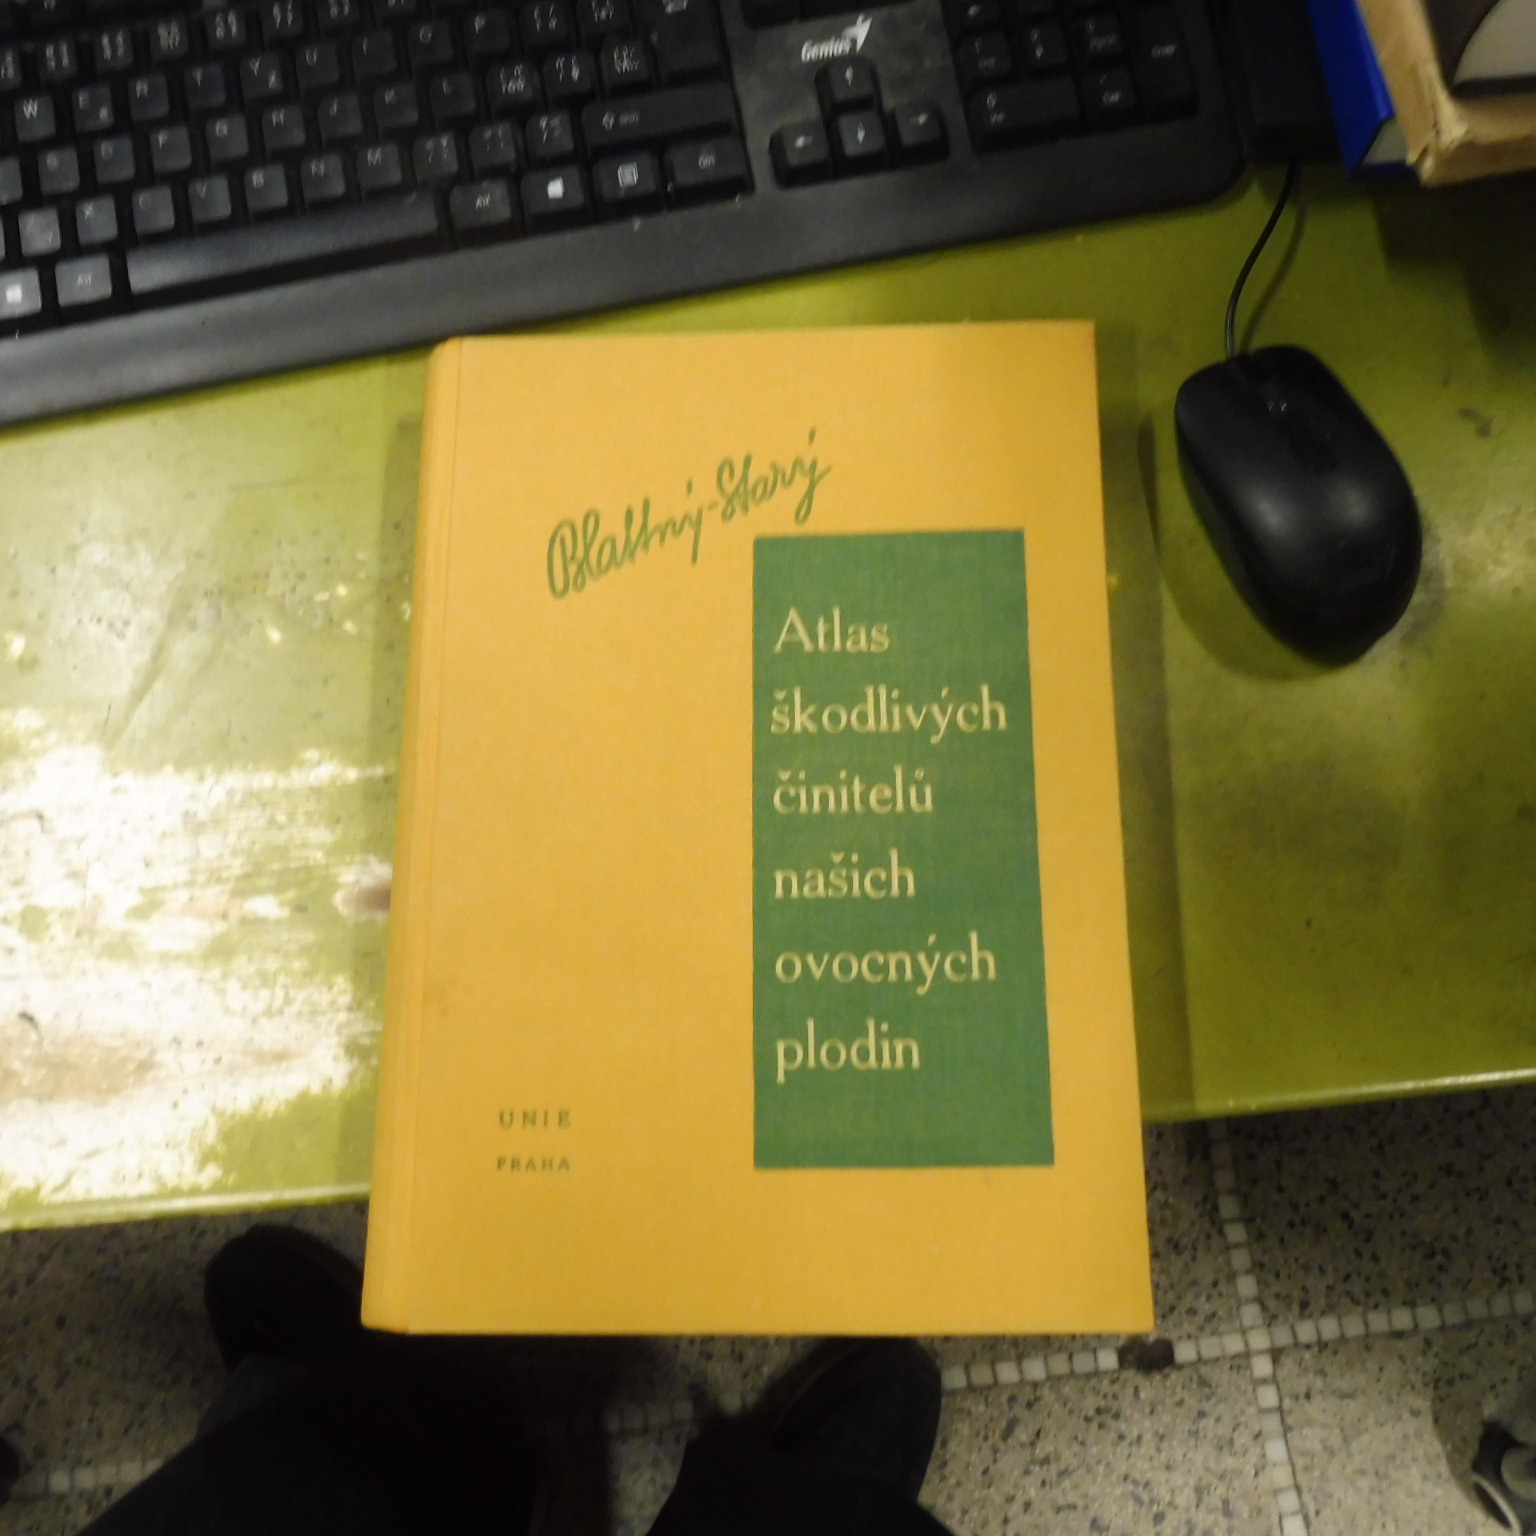 Genius
Blattný-Starý
Atlas
škodlivých
činitelů
našich
ovocných
plodin
UNIE
PRAHA